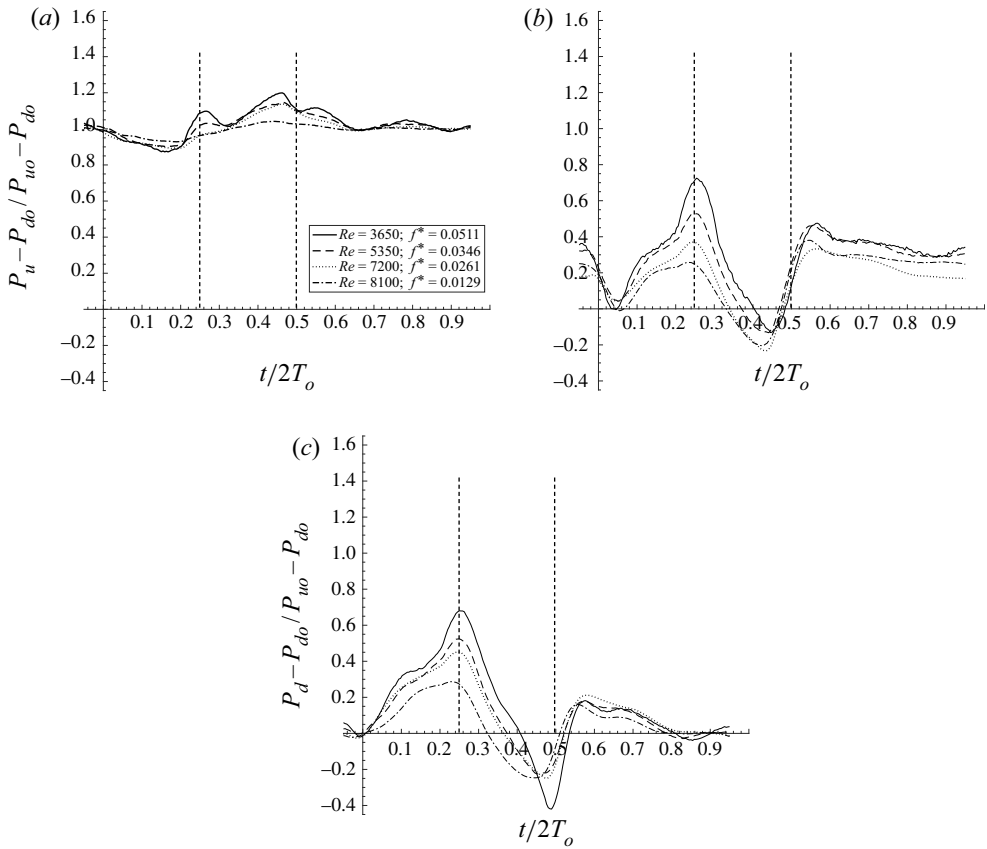 (a)
1.6
1.4
1.2
1.0
0.8
0.6
0.4
0.2
−0.2
−0.4
0.1 0.2 0.3 0.4 0.5 0.6 0.7 0.8 0.9
P_u − P_do / P_uo − P_do
t/2T_o
Re = 3650; f* = 0.0511
Re = 5350; f* = 0.0346
Re = 7200; f* = 0.0261
Re = 8100; f* = 0.0129
(b)
1.6
1.4
1.2
1.0
0.8
0.6
0.4
0.2
−0.2
−0.4
0.1 0.2 0.3 0.4 0.5 0.6 0.7 0.8 0.9
t/2T_o
(c)
1.6
1.4
1.2
1.0
0.8
0.6
0.4
0.2
0
−0.2
−0.4
0.1 0.2 0.3 0.4 0.5 0.6 0.7 0.8 0.9
P_d − P_do / P_uo − P_do
t/2T_o